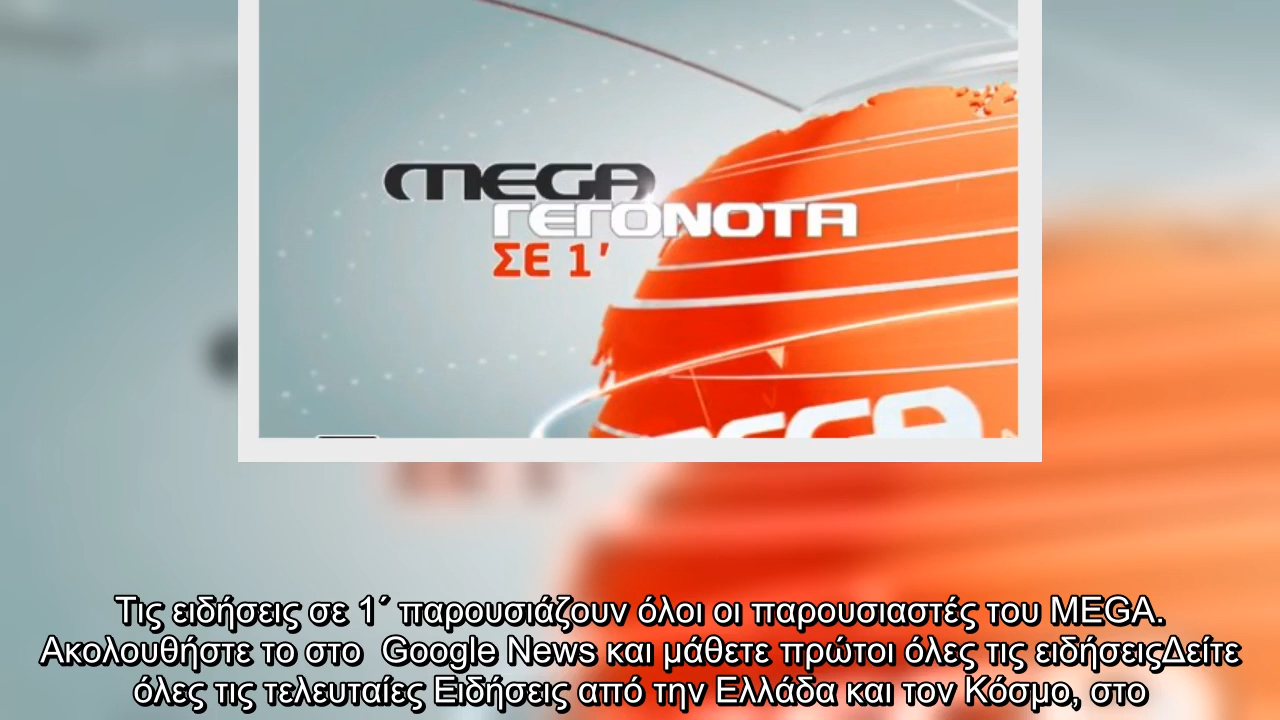 MEGA
ΓΕΓΟΝΟΤΑ
ΣΕ 1'
MEGA
Τις ειδήσεις σε 1΄ παρουσιάζουν όλοι οι παρουσιαστές του MEGA.
Ακολουθήστε το στο  Google News και μάθετε πρώτοι όλες τις ειδήσειςΔείτε
όλες τις τελευταίες Ειδήσεις από την Ελλάδα και τον Κόσμο, στο